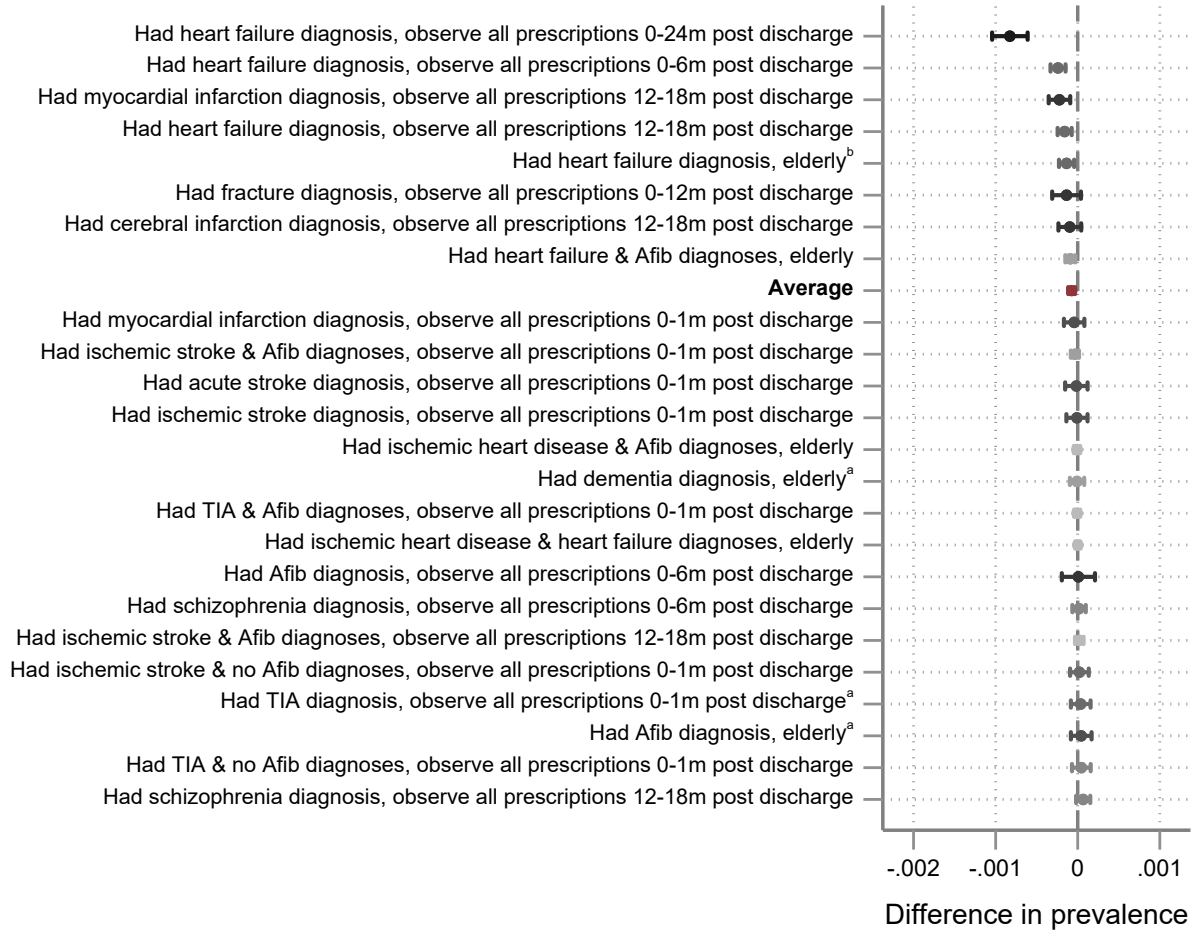 Had heart failure diagnosis, observe all prescriptions 0-24m post discharge
Had heart failure diagnosis, observe all prescriptions 0-6m post discharge
Had myocardial infarction diagnosis, observe all prescriptions 12-18m post discharge
Had heart failure diagnosis, observe all prescriptions 12-18m post discharge
Had heart failure diagnosis, elderlyᵇ
Had fracture diagnosis, observe all prescriptions 0-12m post discharge
Had cerebral infarction diagnosis, observe all prescriptions 12-18m post discharge
Had heart failure & Afib diagnoses, elderly
Average
Had myocardial infarction diagnosis, observe all prescriptions 0-1m post discharge
Had ischemic stroke & Afib diagnoses, observe all prescriptions 0-1m post discharge
Had acute stroke diagnosis, observe all prescriptions 0-1m post discharge
Had ischemic stroke diagnosis, observe all prescriptions 0-1m post discharge
Had ischemic heart disease & Afib diagnoses, elderly
Had dementia diagnosis, elderlyᵃ
Had TIA & Afib diagnoses, observe all prescriptions 0-1m post discharge
Had ischemic heart disease & heart failure diagnoses, elderly
Had Afib diagnosis, observe all prescriptions 0-6m post discharge
Had schizophrenia diagnosis, observe all prescriptions 0-6m post discharge
Had ischemic stroke & Afib diagnoses, observe all prescriptions 12-18m post discharge
Had ischemic stroke & no Afib diagnoses, observe all prescriptions 0-1m post discharge
Had TIA diagnosis, observe all prescriptions 0-1m post dischargeᵃ
Had Afib diagnosis, elderlyᵃ
Had TIA & no Afib diagnoses, observe all prescriptions 0-1m post discharge
Had schizophrenia diagnosis, observe all prescriptions 12-18m post discharge
-.002 -.001 0 .001
Difference in prevalence